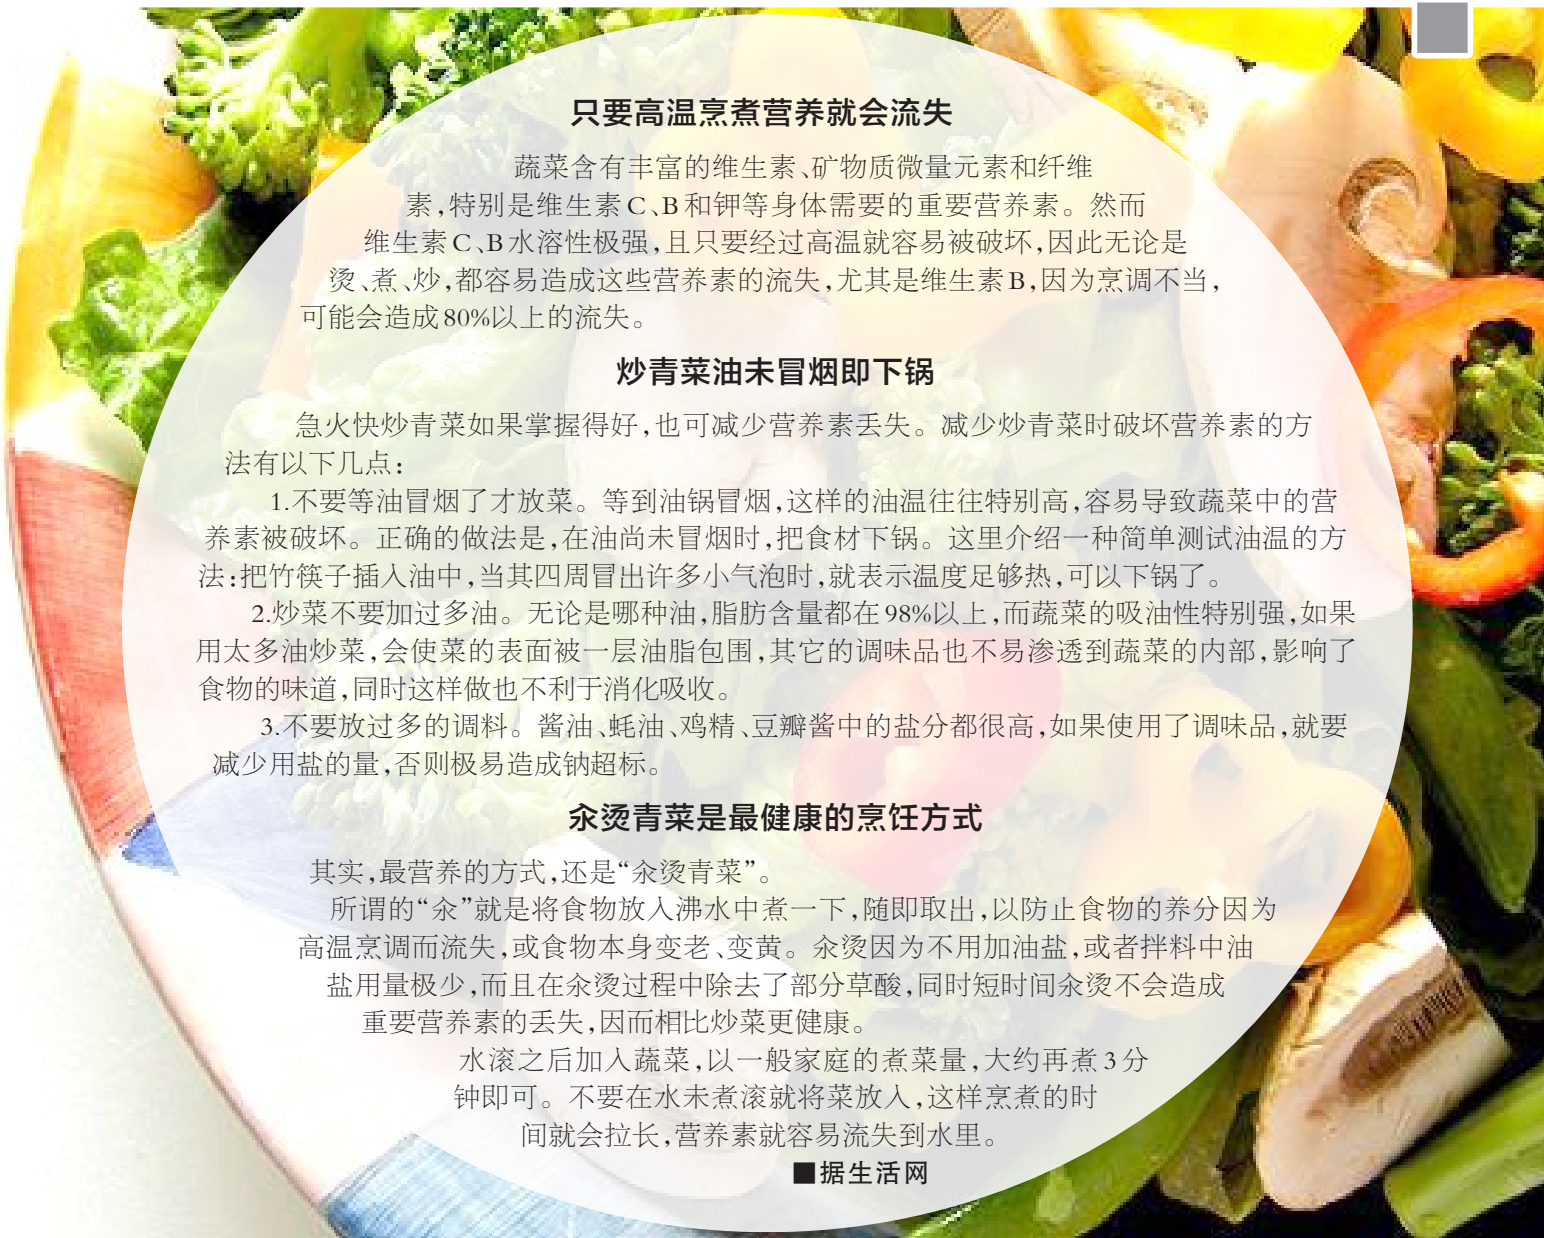 只要高温烹煮营养就会流失
蔬菜含有丰富的维生素、矿物质微量元素和纤维
素，特别是维生素C、B和钾等身体需要的重要营养素。然而
维生素C、B水溶性极强，且只要经过高温就容易被破坏，因此无论是
烫、煮、炒，都容易造成这些营养素的流失，尤其是维生素B，因为烹调不当，
可能会造成80%以上的流失。
炒青菜油未冒烟即下锅
急火快炒青菜如果掌握得好，也可减少营养素丢失。减少炒青菜时破坏营养素的方
法有以下几点：
1.不要等油冒烟了才放菜。等到油锅冒烟，这样的油温往往特别高，容易导致蔬菜中的营
养素被破坏。正确的做法是，在油尚未冒烟时，把食材下锅。这里介绍一种简单测试油温的方
法：把竹筷子插入油中，当其四周冒出许多小气泡时，就表示温度足够热，可以下锅了。
2.炒菜不要加过多油。无论是哪种油，脂肪含量都在98%以上，而蔬菜的吸油性特别强，如果
用太多油炒菜，会使菜的表面被一层油脂包围，其它的调味品也不易渗透到蔬菜的内部，影响了
食物的味道，同时这样做也不利于消化吸收。
3.不要放过多的调料。酱油、蚝油、鸡精、豆瓣酱中的盐分都很高，如果使用了调味品，就要
减少用盐的量，否则极易造成钠超标。
汆烫青菜是最健康的烹饪方式
其实，最营养的方式，还是“汆烫青菜”。
所谓的“汆”就是将食物放入沸水中煮一下，随即取出，以防止食物的养分因为
高温烹调而流失，或食物本身变老、变黄。汆烫因为不用加油盐，或者拌料中油
盐用量极少，而且在汆烫过程中除去了部分草酸，同时短时间汆烫不会造成
重要营养素的丢失，因而相比炒菜更健康。
水滚之后加入蔬菜，以一般家庭的煮菜量，大约再煮3分
钟即可。不要在水未煮滚就将菜放入，这样烹煮的时
间就会拉长，营养素就容易流失到水里。
■据生活网